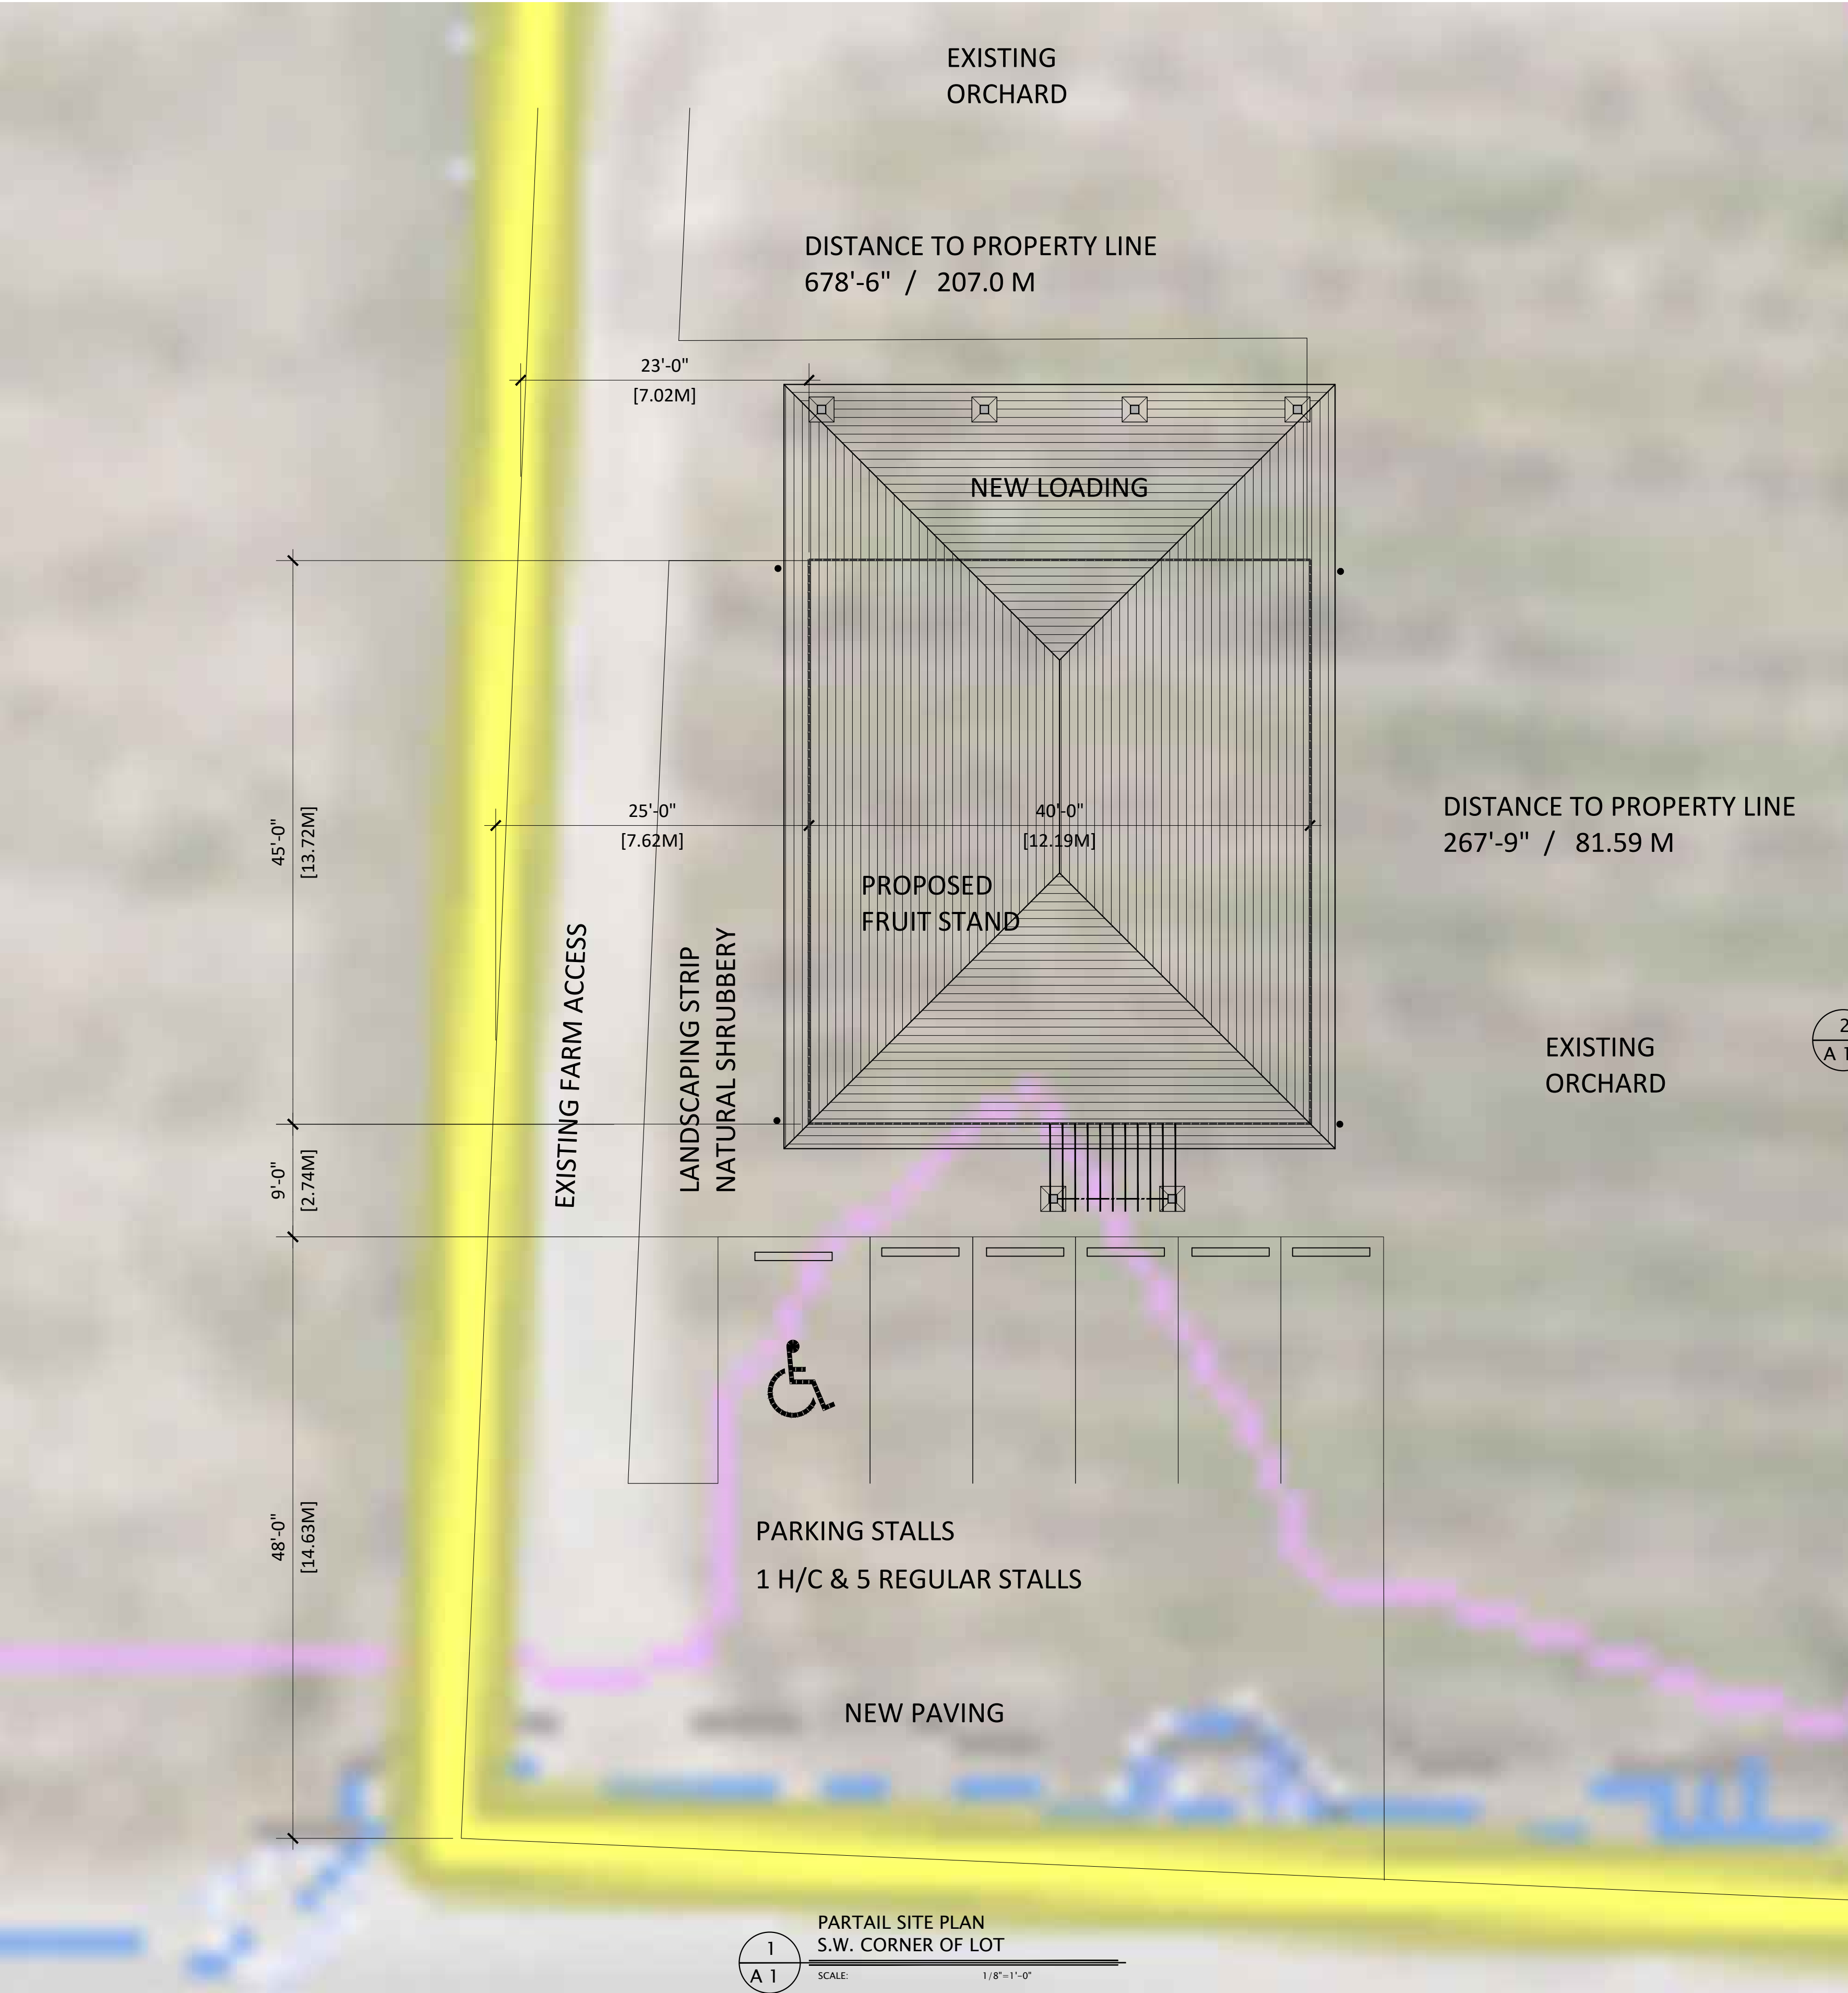 EXISTING
ORCHARD
DISTANCE TO PROPERTY LINE
678'-6" / 207.0 M
23'-0"
[7.02M]
NEW LOADING
25'-0"
[7.62M]
40'-0"
[12.19M]
45'-0"
[13.72M]
DISTANCE TO PROPERTY LINE
267'-9" / 81.59 M
PROPOSED
FRUIT STAND
EXISTING FARM ACCESS
LANDSCAPING STRIP
NATURAL SHRUBBERY
EXISTING
ORCHARD
2
A 1
9'-0"
[2.74M]
48'-0"
[14.63M]
PARKING STALLS
1 H/C & 5 REGULAR STALLS
NEW PAVING
1
A 1
PARTAIL SITE PLAN
S.W. CORNER OF LOT
SCALE: 1/8"=1'-0"